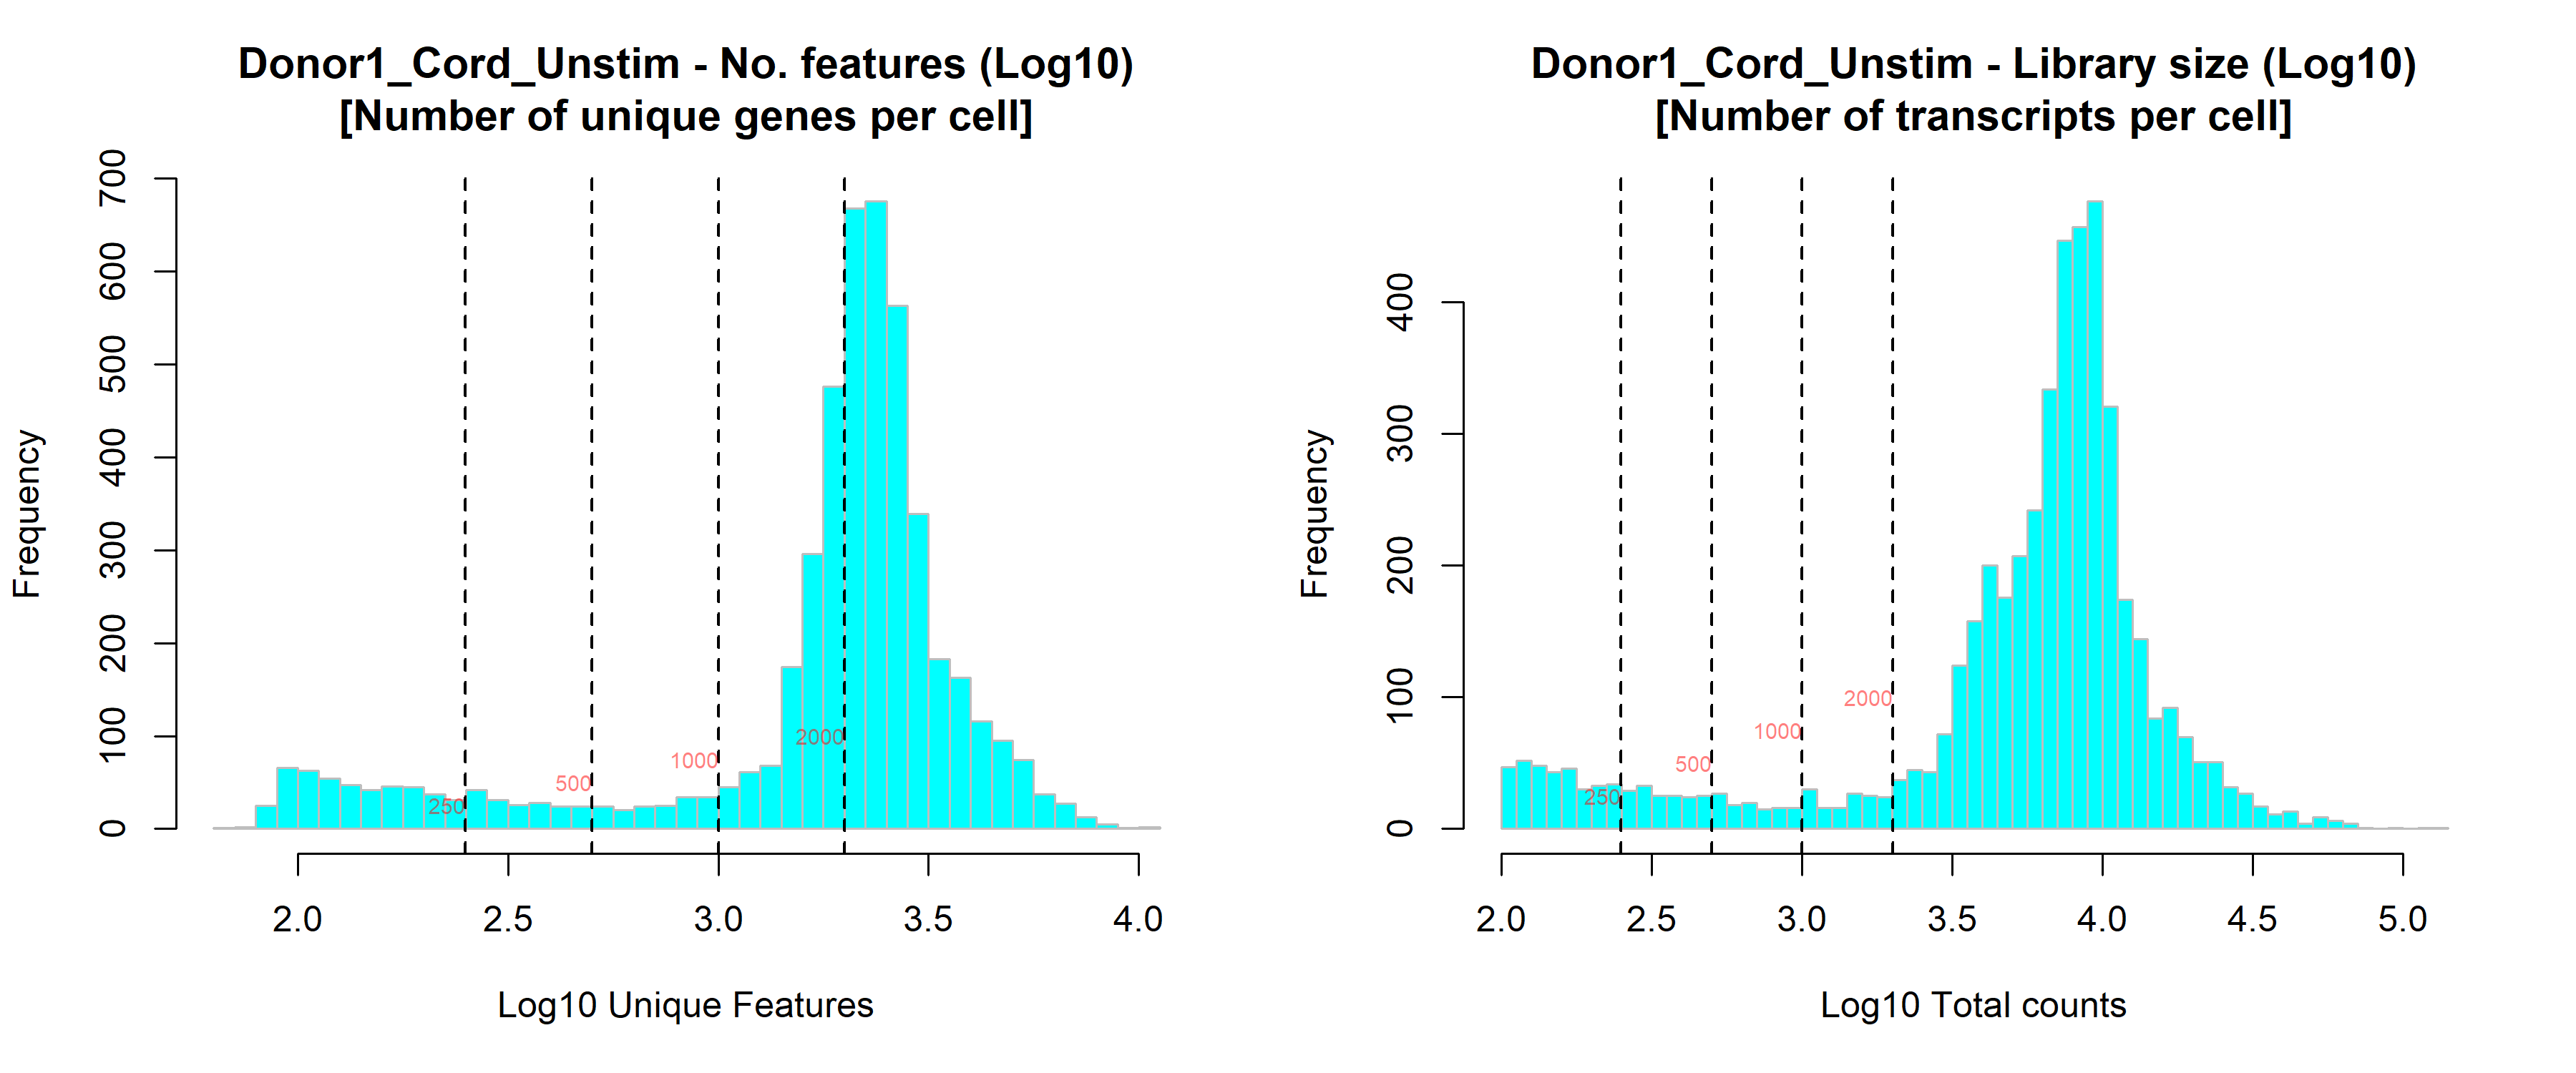 Donor1_Cord_Unstim - No. features (Log10)
[Number of unique genes per cell]
Frequency
700
600
500
400
300
200
100
0
250
500
1000
2000
2.0 2.5 3.0 3.5 4.0
Log10 Unique Features
Donor1_Cord_Unstim - Library size (Log10)
[Number of transcripts per cell]
Frequency
400
300
200
100
0
250
500
1000
2000
2.0 2.5 3.0 3.5 4.0 4.5 5.0
Log10 Total counts